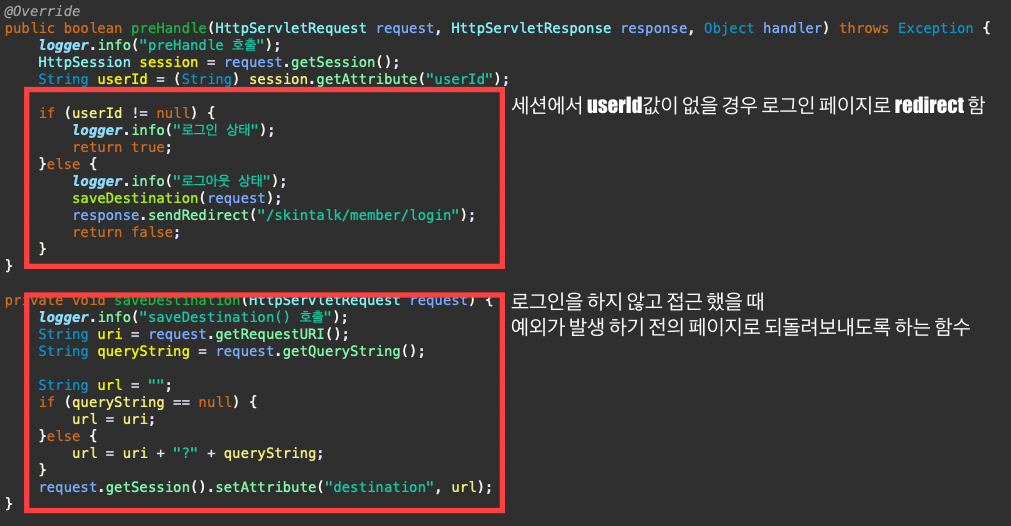 @Override
public boolean preHandle(HttpServletRequest request, HttpServletResponse response, Object handler) throws Exception {
logger.info("preHandle 호출");
HttpSession session = request.getSession();
String userId = (String) session.getAttribute("userId");
세션에서 userId값이 없을 경우 로그인 페이지로 redirect 함
if (userId != null) {
logger.info("로그인 상태");
return true;
}else {
logger.info("로그아웃 상태");
saveDestination(request);
response.sendRedirect("/skintalk/member/login");
return false;
}
}
private void saveDestination(HttpServletRequest request) {
logger.info("saveDestination() 호출");
String uri = request.getRequestURI();
String queryString = request.getQueryString();
로그인을 하지 않고 접근 했을 때
예외가 발생 하기 전의 페이지로 되돌려보내도록 하는 함수
String url = "";
if (queryString == null) {
url = uri;
}else {
url = uri + "?" + queryString;
}
request.getSession().setAttribute("destination", url);
}